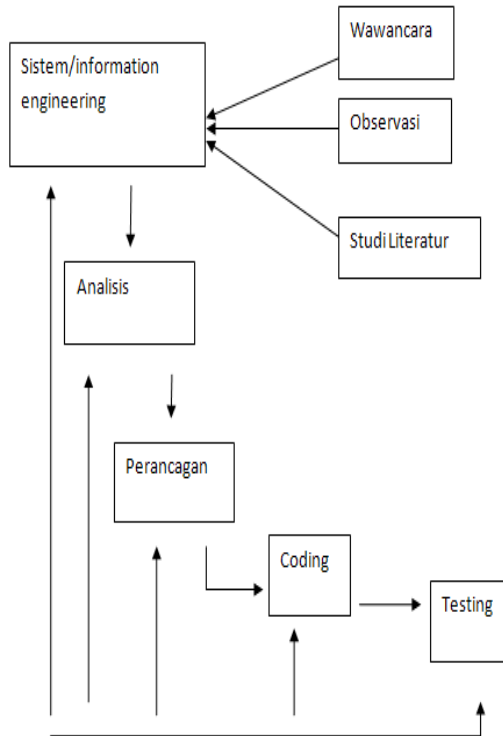 Sistem/information
engineering
Wawancara
Observasi
Studi Literatur
Analisis
Perancagan
Coding
Testing